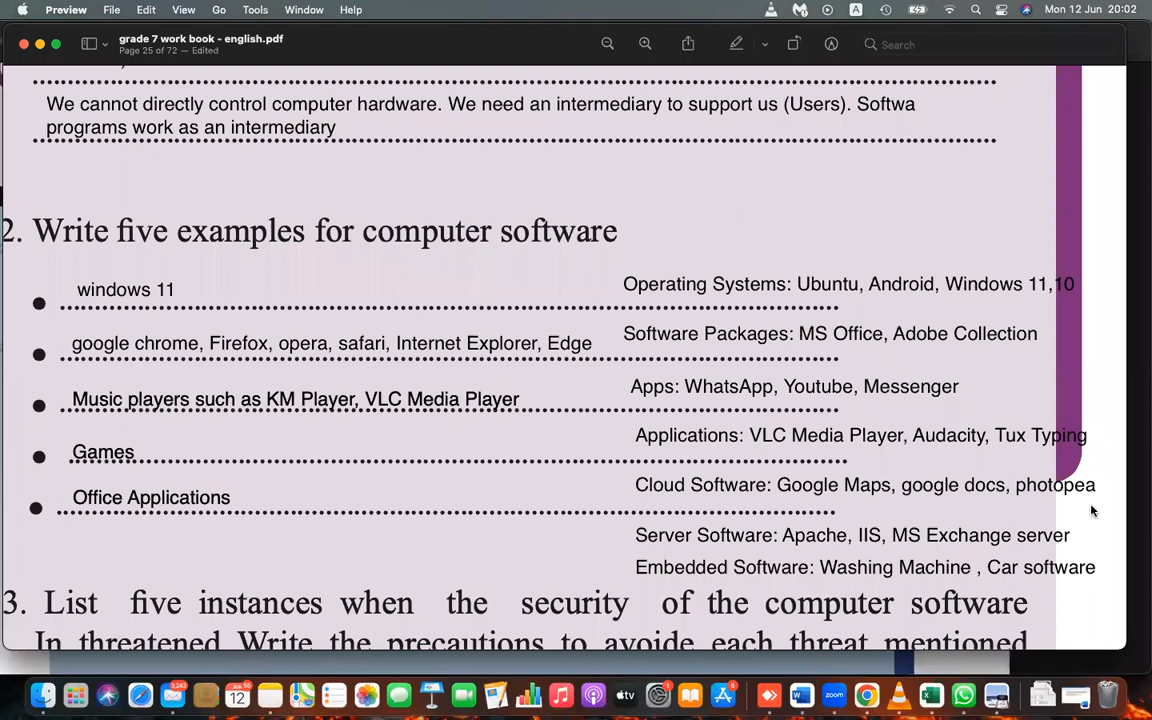 Preview File Edit View Go Tools Window Help
A
Mon 12 Jun 20:02
grade 7 work book - english.pdf
Page 25 of 72 — Edited
Search
We cannot directly control computer hardware. We need an intermediary to support us (Users). Softwa
programs work as an intermediary
2. Write five examples for computer software
windows 11
Operating Systems: Ubuntu, Android, Windows 11,10
google chrome, Firefox, opera, safari, Internet Explorer, Edge
Software Packages: MS Office, Adobe Collection
Music players such as KM Player, VLC Media Player
Apps: WhatsApp, Youtube, Messenger
Games
Applications: VLC Media Player, Audacity, Tux Typing
Office Applications
Cloud Software: Google Maps, google docs, photopea
Server Software: Apache, IIS, MS Exchange server
Embedded Software: Washing Machine , Car software
3. List five instances when the security of the computer software
In threatened Write the precautions to avoide each threat mentioned
12
tv
zoom